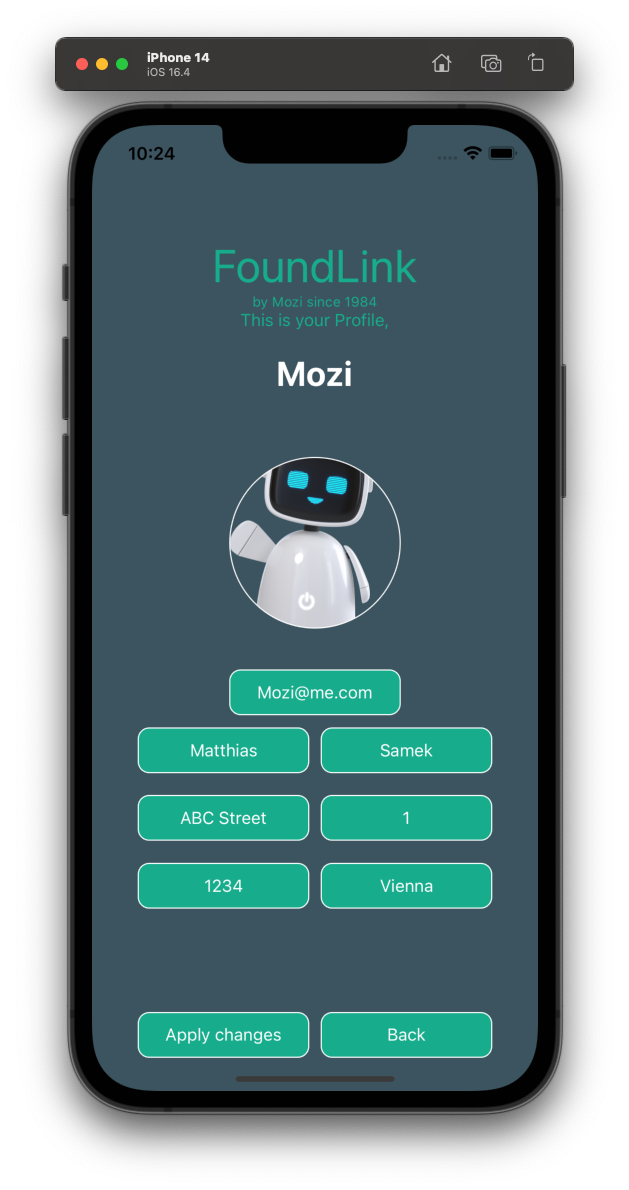 iPhone 14
iOS 16.4
10:24
FoundLink
by Mozi since 1984
This is your Profile,
Mozi
Mozi@me.com
Matthias Samek
ABC Street 1
1234 Vienna
Apply changes Back